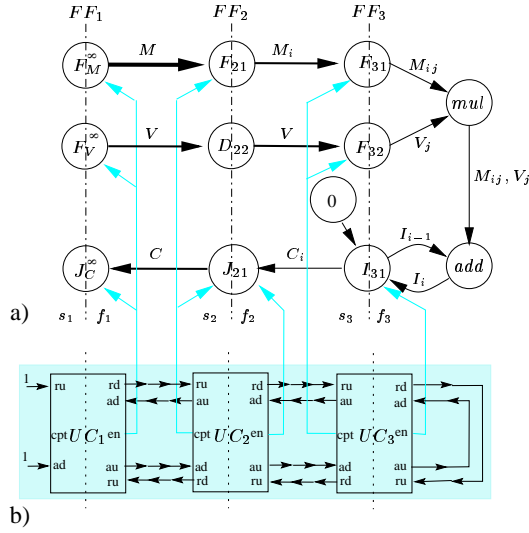 FF1 FF2 FF3
M Mi Mij
F∞M F21 F31 mul
V V Vj
F∞V D22 F32
Mij, Vj
0
Ii−1
C Ci
J∞C J21 I31 add
Ii
a) s1 f1 s2 f2 s3 f3
1 ru rd ru rd ru rd
ad au ad au ad
cpt UC1 en cpt UC2 en cpt UC3 en
1 ad au ad au ad au
ru rd ru rd ru
b)